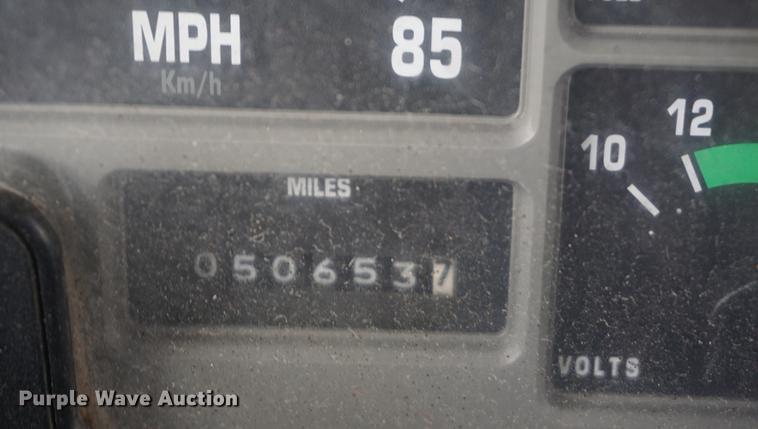 MPH
85
Km/h
12
10
MILES
0506537
VOLTS
Purple Wave Auction